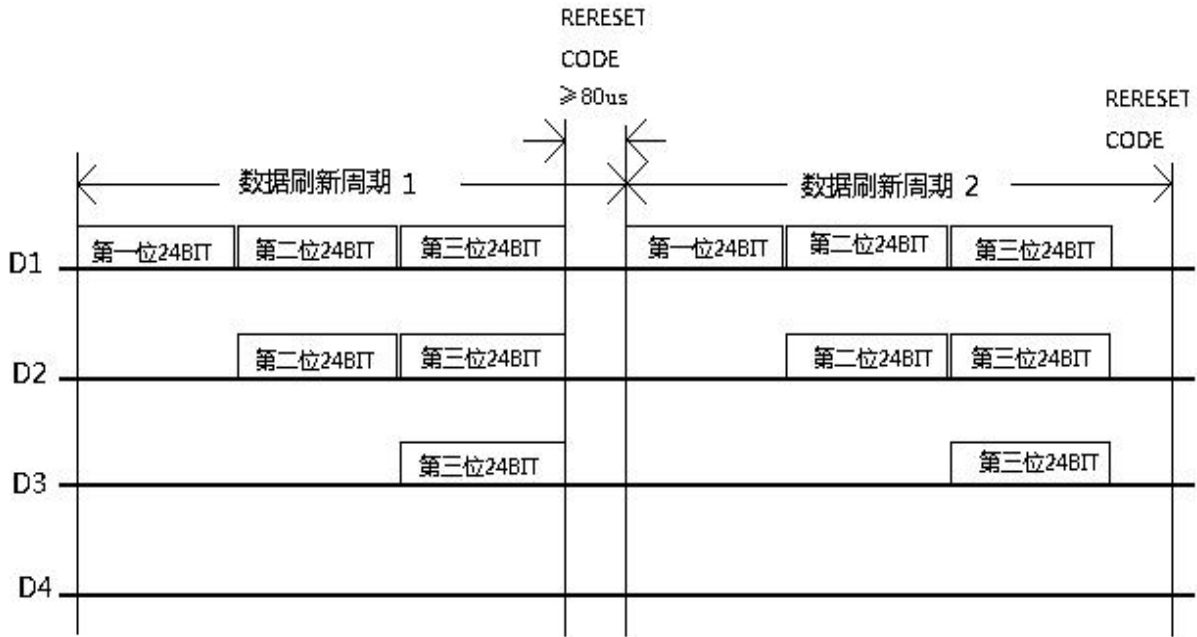 RERESET
CODE
≥80us
RERESET
CODE
数据刷新周期 1
数据刷新周期 2
D1
第一位24BIT
第二位24BIT
第三位24BIT
第一位24BIT
第二位24BIT
第三位24BIT
D2
第二位24BIT
第三位24BIT
第二位24BIT
第三位24BIT
D3
第三位24BIT
第三位24BIT
D4